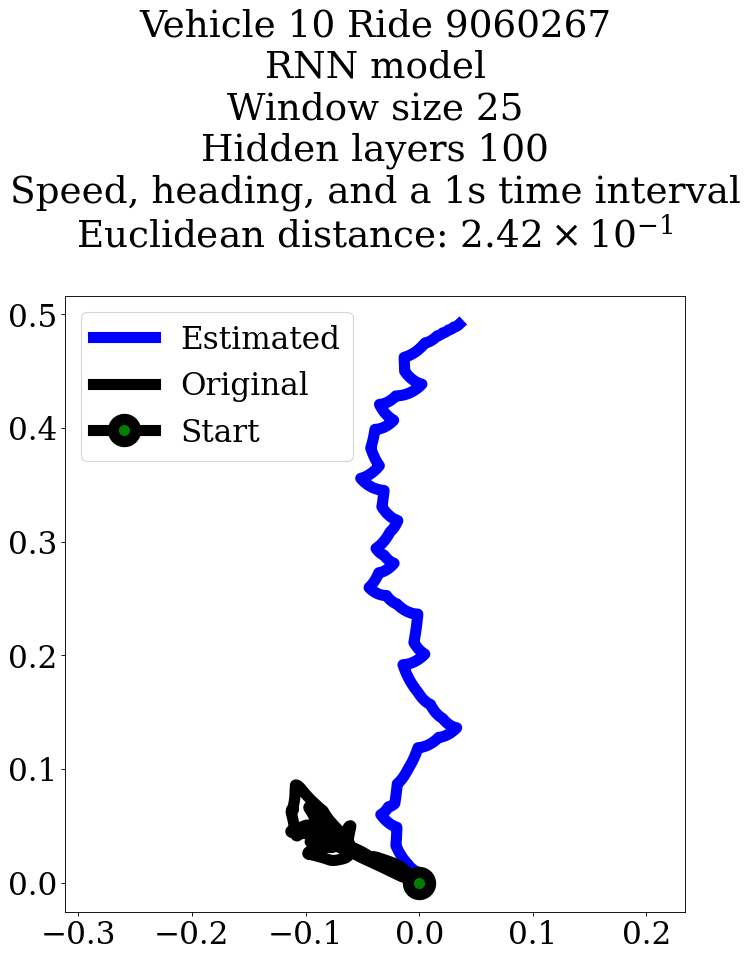 Vehicle 10 Ride 9060267
RNN model
Window size 25
Hidden layers 100
Speed, heading, and a 1s time interval
Euclidean distance: 2.42 × 10⁻¹
Estimated
Original
Start
0.5
0.4
0.3
0.2
0.1
0.0
−0.3 −0.2 −0.1 0.0 0.1 0.2